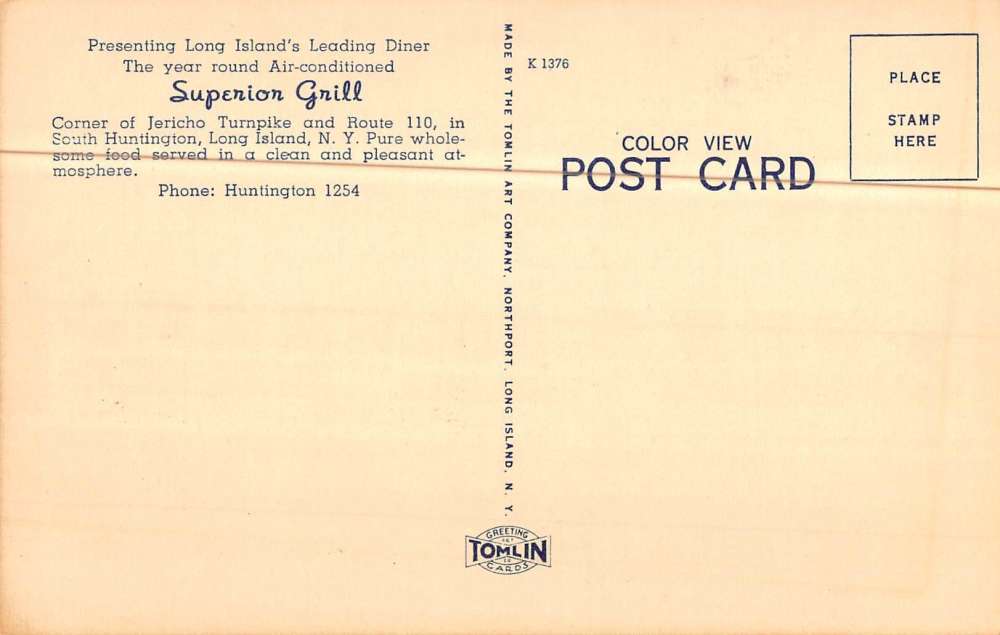 Presenting Long Island's Leading Diner
The year round Air-conditioned
Superior Grill
Corner of Jericho Turnpike and Route 110, in
South Huntington, Long Island, N. Y. Pure whole-
some food served in a clean and pleasant at-
mosphere.
Phone: Huntington 1254
MADE BY THE TOMLIN ART COMPANY, NORTHPORT, LONG ISLAND, N. Y.
K 1376
COLOR VIEW
POST CARD
PLACE
STAMP
HERE
GREETING
TOMLIN
CARDS